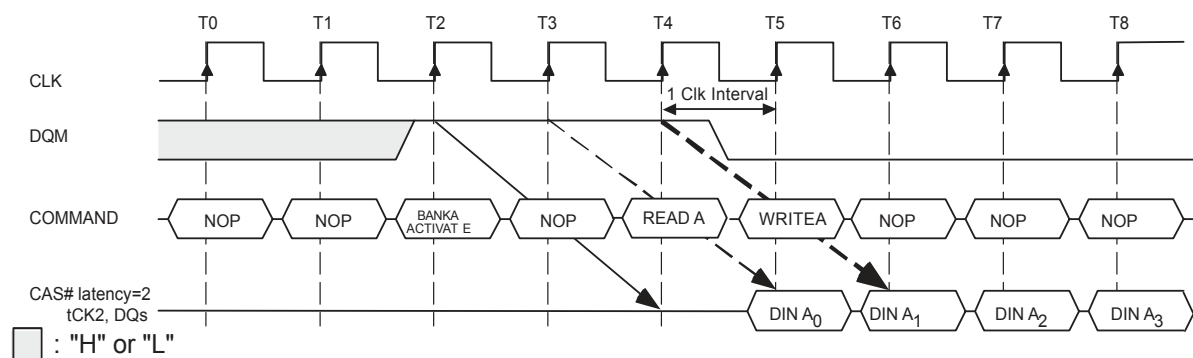 T0 T1 T2 T3 T4 T5 T6 T7 T8
CLK
1 Clk Interval
DQM
COMMAND NOP NOP BANKA ACTIVAT E NOP READ A WRITEA NOP NOP NOP
CAS# latency=2
tCK2, DQs DIN A0 DIN A1 DIN A2 DIN A3
: "H" or "L"